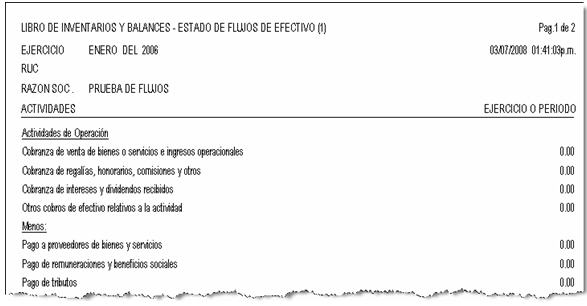 LIBRO DE INVENTARIOS Y BALANCES - ESTADO DE FLUJOS DE EFECTIVO (1) Pag.1 de 2
EJERCICIO ENERO DEL 2006 03/07/2008 01:41:03p.m.
RUC
RAZON SOC . PRUEBA DE FLUJOS
ACTIVIDADES EJERCICIO O PERIODO
Actividades de Operación
Cobranza de venta de bienes o servicios e ingresos operacionales 0.00
Cobranza de regalías, honorarios, comisiones y otros 0.00
Cobranza de intereses y dividendos recibidos 0.00
Otros cobros de efectivo relativos a la actividad 0.00
Menos:
Pago a proveedores de bienes y servicios 0.00
Pago de remuneraciones y beneficios sociales 0.00
Pago de tributos 0.00